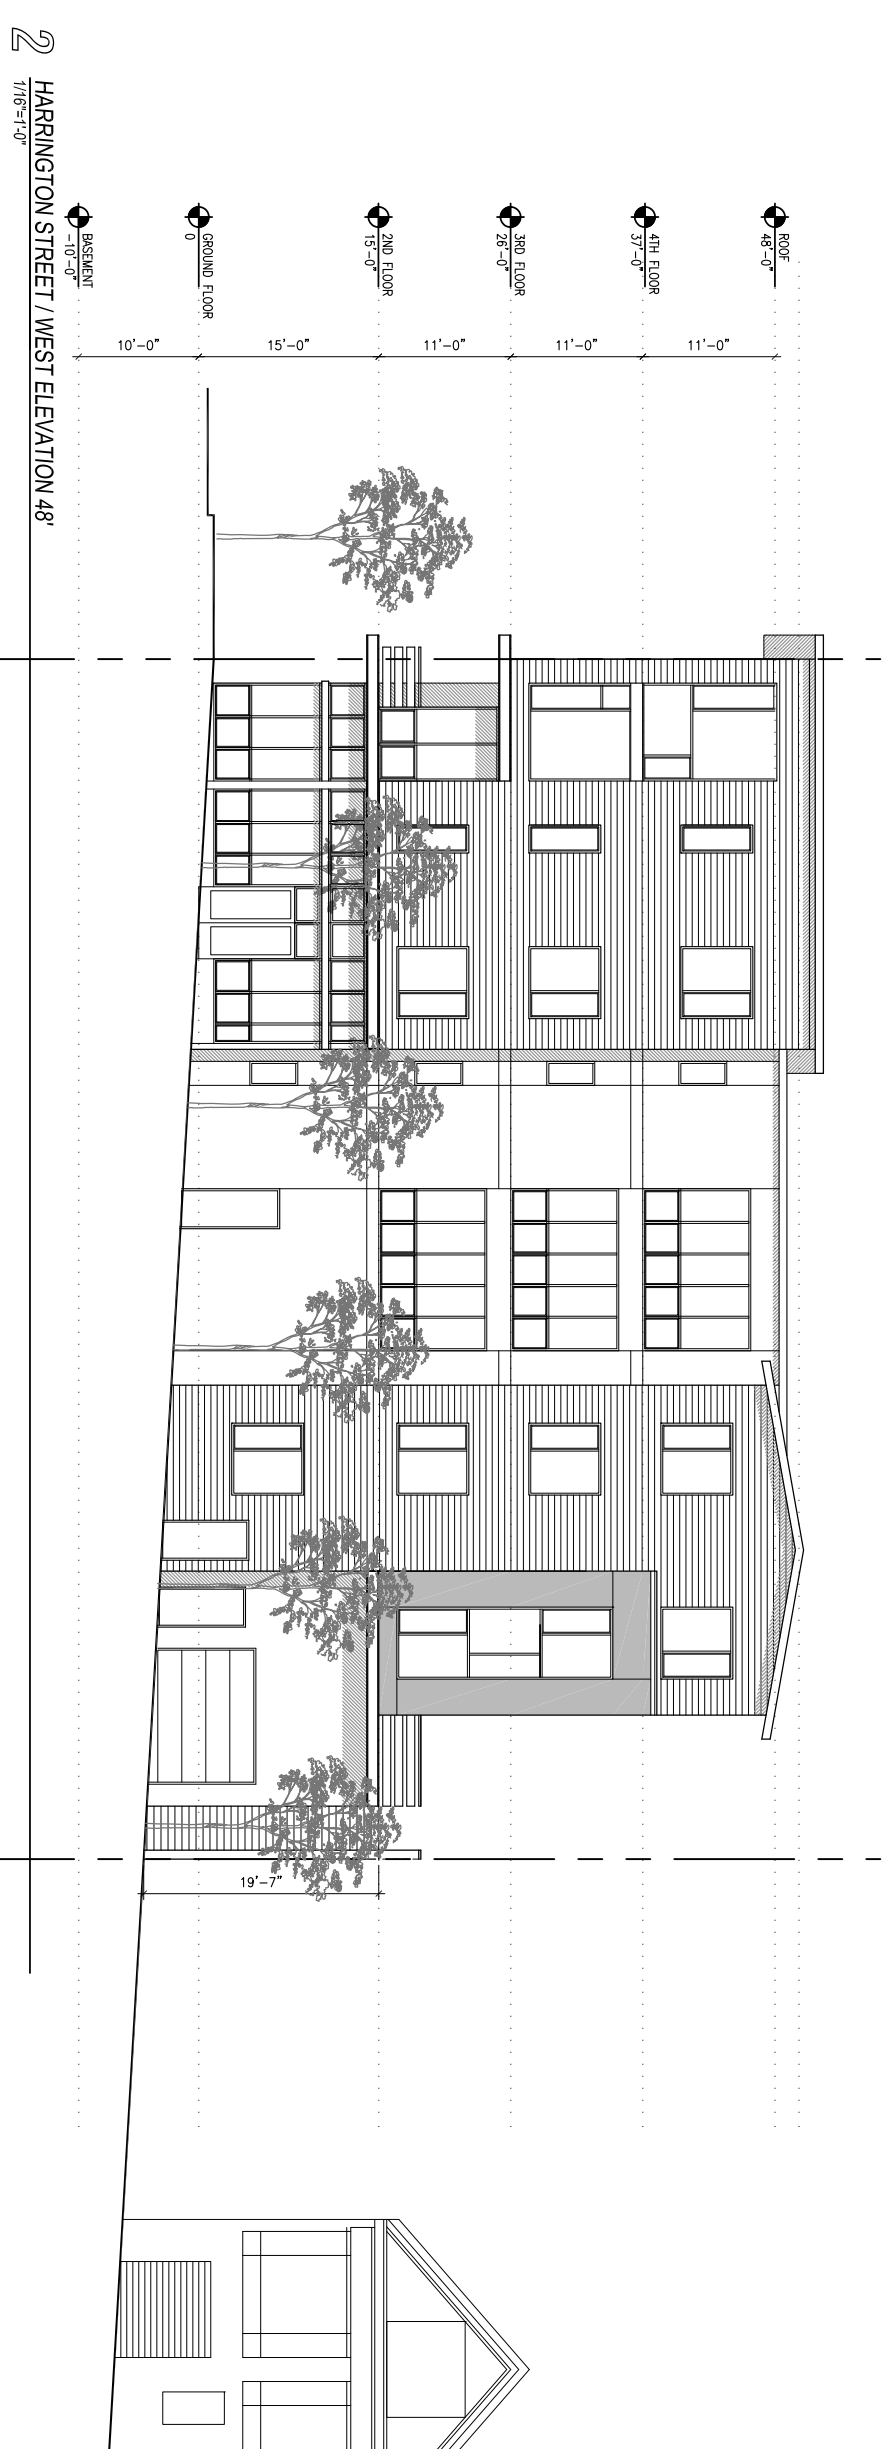 2
HARRINGTON STREET / WEST ELEVATION 48'
1/16"=1'-0"
ROOF
48'-0"
4TH FLOOR
37'-0"
3RD FLOOR
26'-0"
2ND FLOOR
15'-0"
GROUND FLOOR
0
BASEMENT
-10'-0"
11'-0"
11'-0"
11'-0"
15'-0"
10'-0"
19'-7"